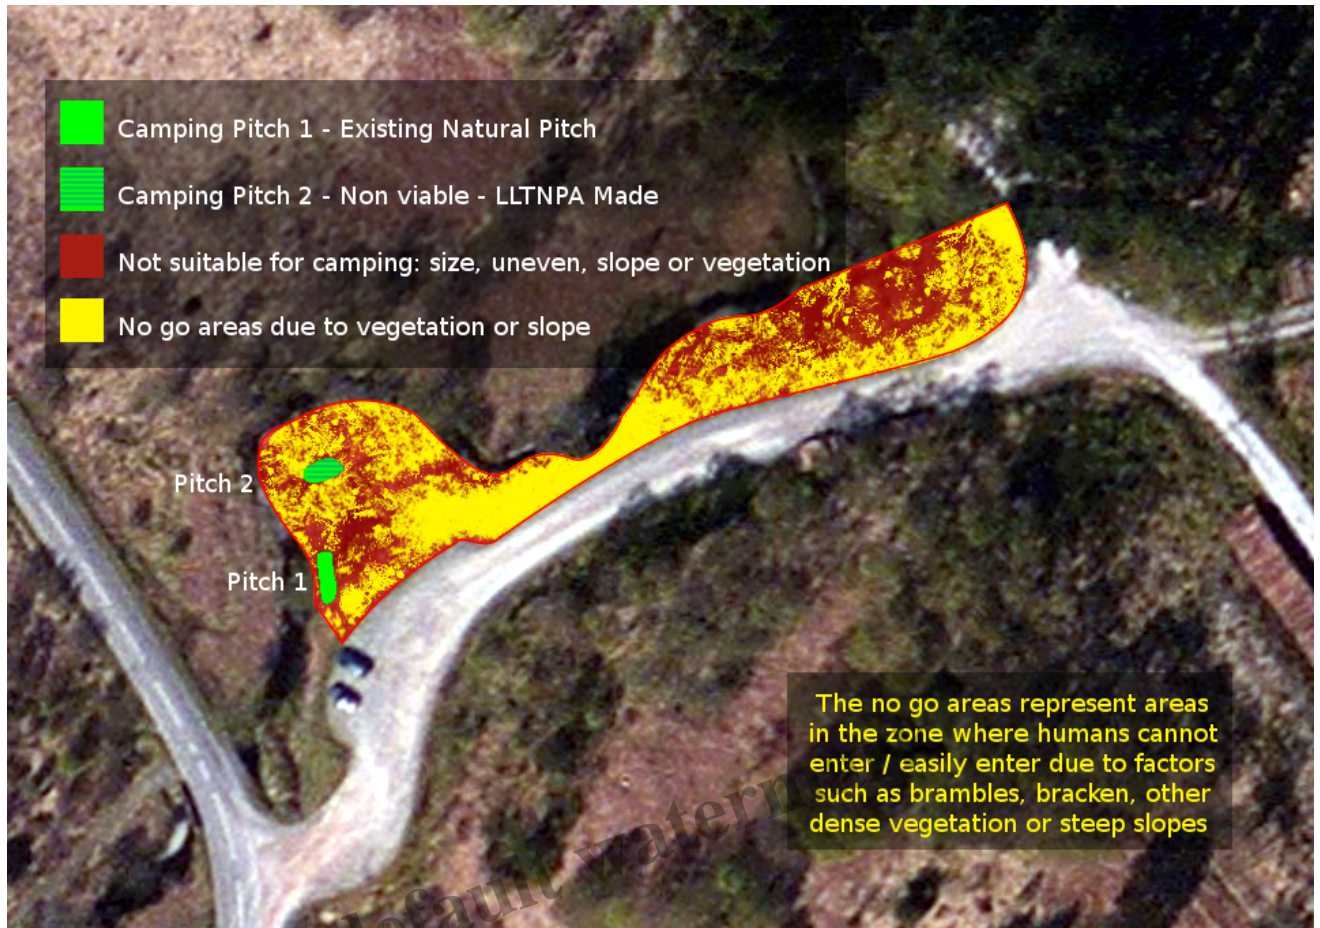 Camping Pitch 1 - Existing Natural Pitch
Camping Pitch 2 - Non viable - LLTNPA Made
Not suitable for camping: size, uneven, slope or vegetation
No go areas due to vegetation or slope
Pitch 2
Pitch 1
The no go areas represent areas
in the zone where humans cannot
enter / easily enter due to factors
such as brambles, bracken, other
dense vegetation or steep slopes
default